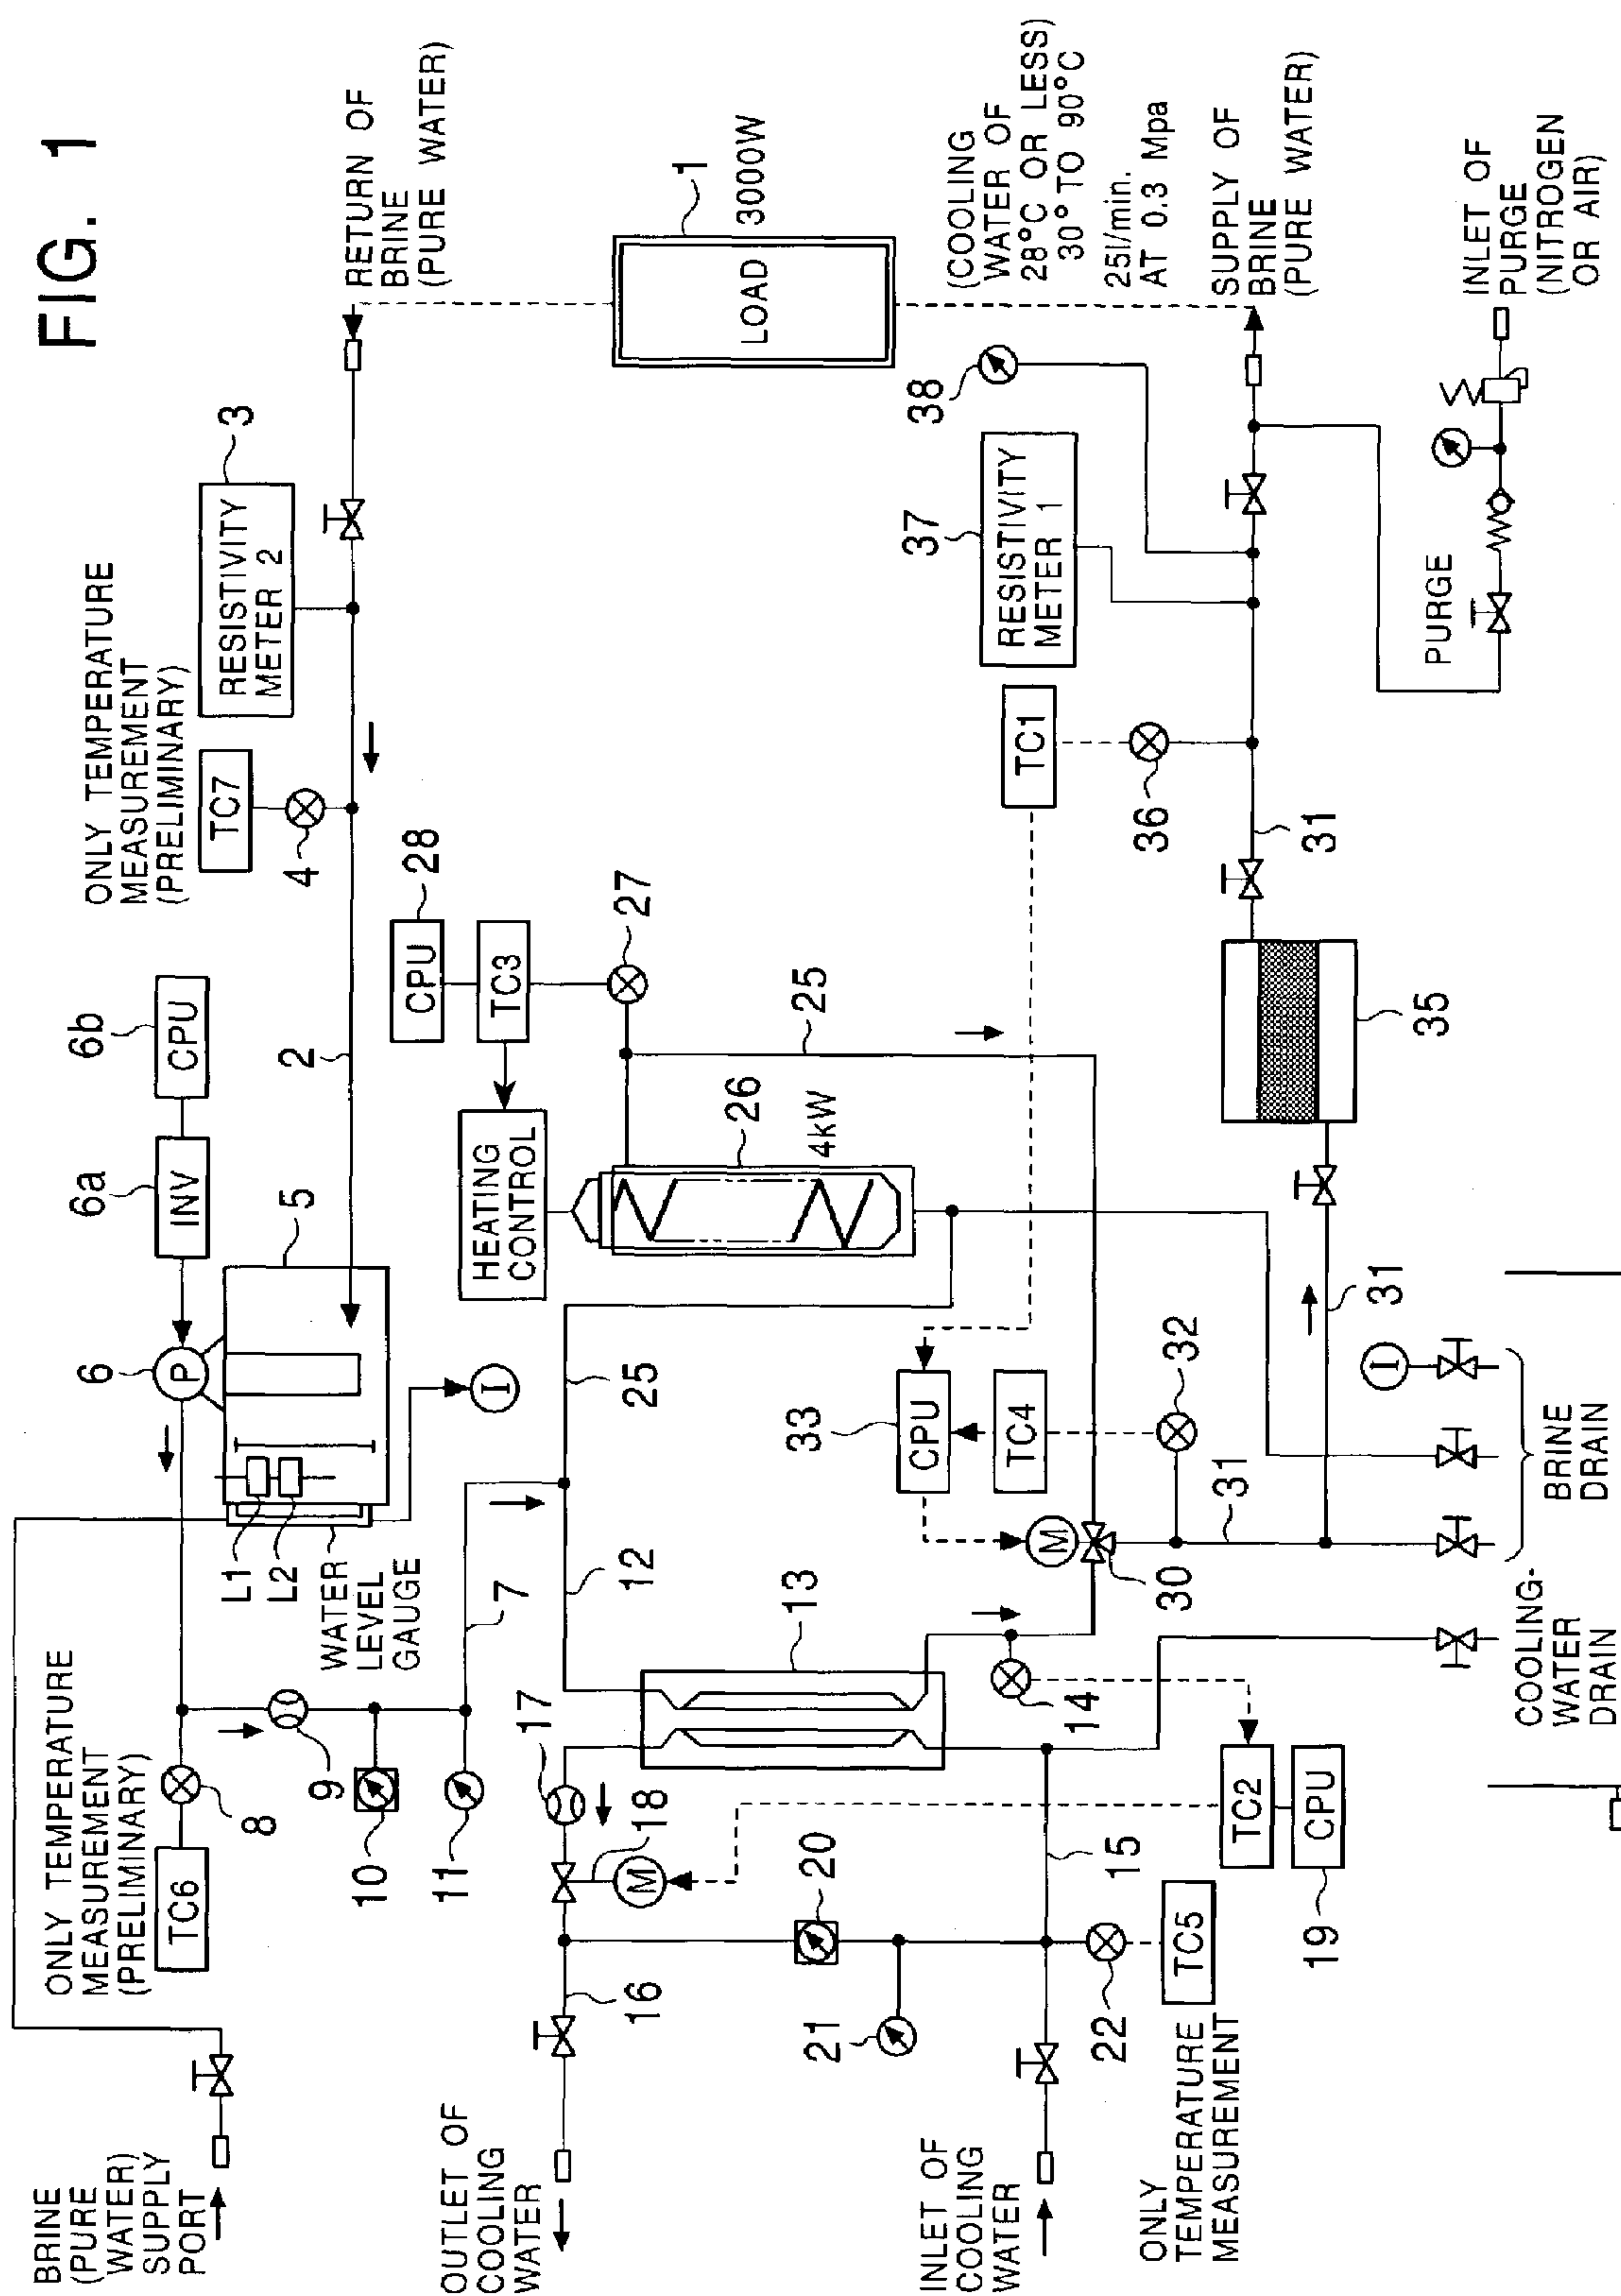 FIG. 1
RETURN OF
BRINE
(PURE WATER)
1
LOAD
3000W
(COOLING
WATER OF
28°C OR LESS)
30° TO 90°C
25l/min.
AT 0.3 Mpa
SUPPLY OF
BRINE
(PURE WATER)
INLET OF
PURGE
(NITROGEN
OR AIR)
ONLY TEMPERATURE
MEASUREMENT
(PRELIMINARY)
TC7
4
RESISTIVITY
METER 2
3
38
37
RESISTIVITY
METER 1
PURGE
TC1
36
31
6b
CPU
6a
INV
2
5
6
P
CPU
28
TC3
27
HEATING
CONTROL
25
26
4kW
35
I
25
L1
L2
WATER
LEVEL
GAUGE
33
CPU
TC4
32
31
31
I
BRINE
DRAIN
M
30
12
7
13
14
COOLING-
WATER
DRAIN
ONLY TEMPERATURE
MEASUREMENT
(PRELIMINARY)
TC6
8
9
10
11
17
18
M
20
15
TC2
CPU
19
16
21
22
TC5
ONLY
TEMPERATURE
MEASUREMENT
BRINE
(PURE
WATER)
SUPPLY
PORT
OUTLET OF
COOLING
WATER
INLET OF
COOLING
WATER